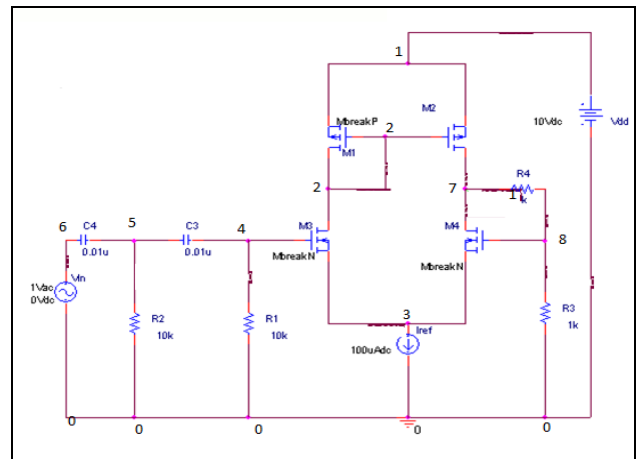 1
M2
MbreakP
2
10Vdc
Vdd
M1
2
7
R4
1
k
6
C4
5
C3
4
M3
M4
8
0.01u
0.01u
MbreakN
MbreakN
Vin
1Vac
0Vdc
3
Iref
R2
R1
R3
10k
10k
100uAdc
1k
0
0
0
0
0